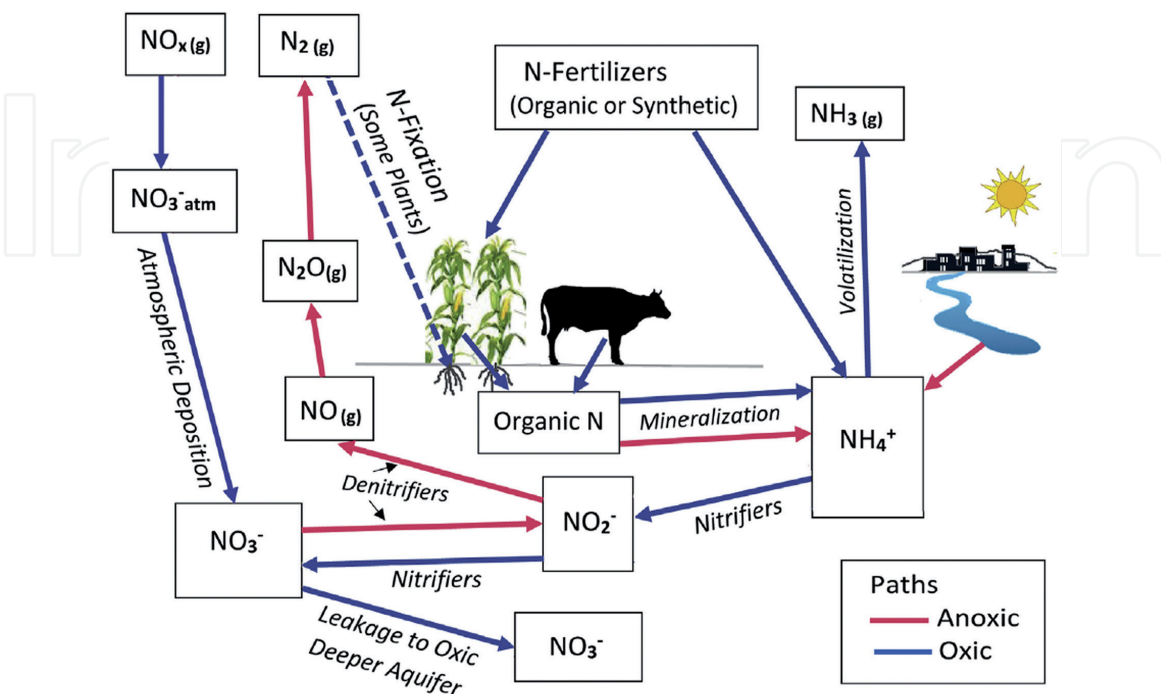 NOx (g)
N2 (g)
N-Fertilizers
(Organic or Synthetic)
NH3 (g)
N-Fixation
(Some Plants)
NO3- atm
Volatilization
N2O(g)
Atmospheric Deposition
NO(g)
Organic N
Mineralization
NH4+
Denitrifiers
NO3-
NO2-
Nitrifiers
Nitrifiers
Leakage to Oxic
Deeper Aquifer
NO3-
Paths
Anoxic
Oxic